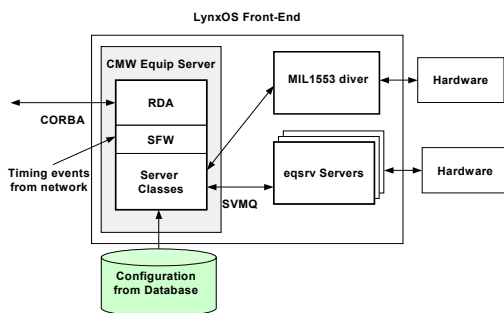 LynxOS Front-End
CMW Equip Server
RDA
SFW
Server
Classes
MIL1553 diver
Hardware
CORBA
Timing events
from network
eqsrv Servers
Hardware
SVMQ
Configuration
from Database